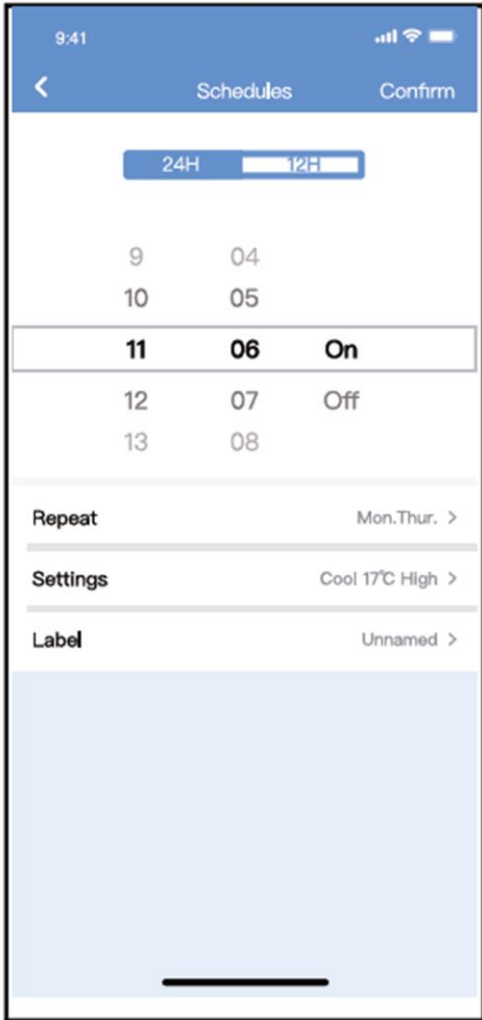 9:41
Schedules Confirm
24H 12H
9 04
10 05
11 06 On
12 07 Off
13 08
Repeat Mon.Thur. >
Settings Cool 17℃ High >
Label Unnamed >